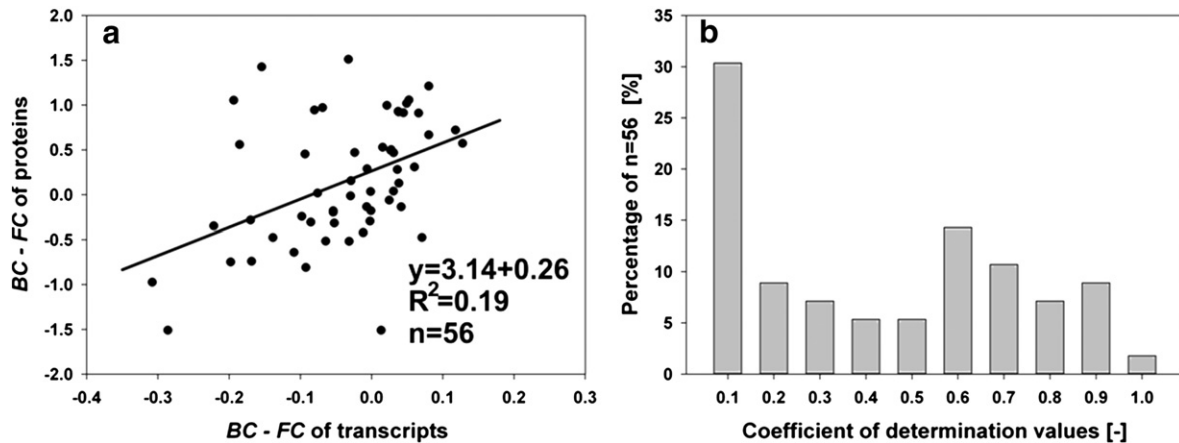 a
2.0
1.5
1.0
0.5
0.0
-0.5
-1.0
-1.5
-2.0
BC - FC of proteins
y=3.14+0.26
R²=0.19
n=56
-0.4 -0.3 -0.2 -0.1 0.0 0.1 0.2 0.3
BC - FC of transcripts
b
35
30
25
20
15
10
5
0
Percentage of n=56 [%]
0.1 0.2 0.3 0.4 0.5 0.6 0.7 0.8 0.9 1.0
Coefficient of determination values [-]